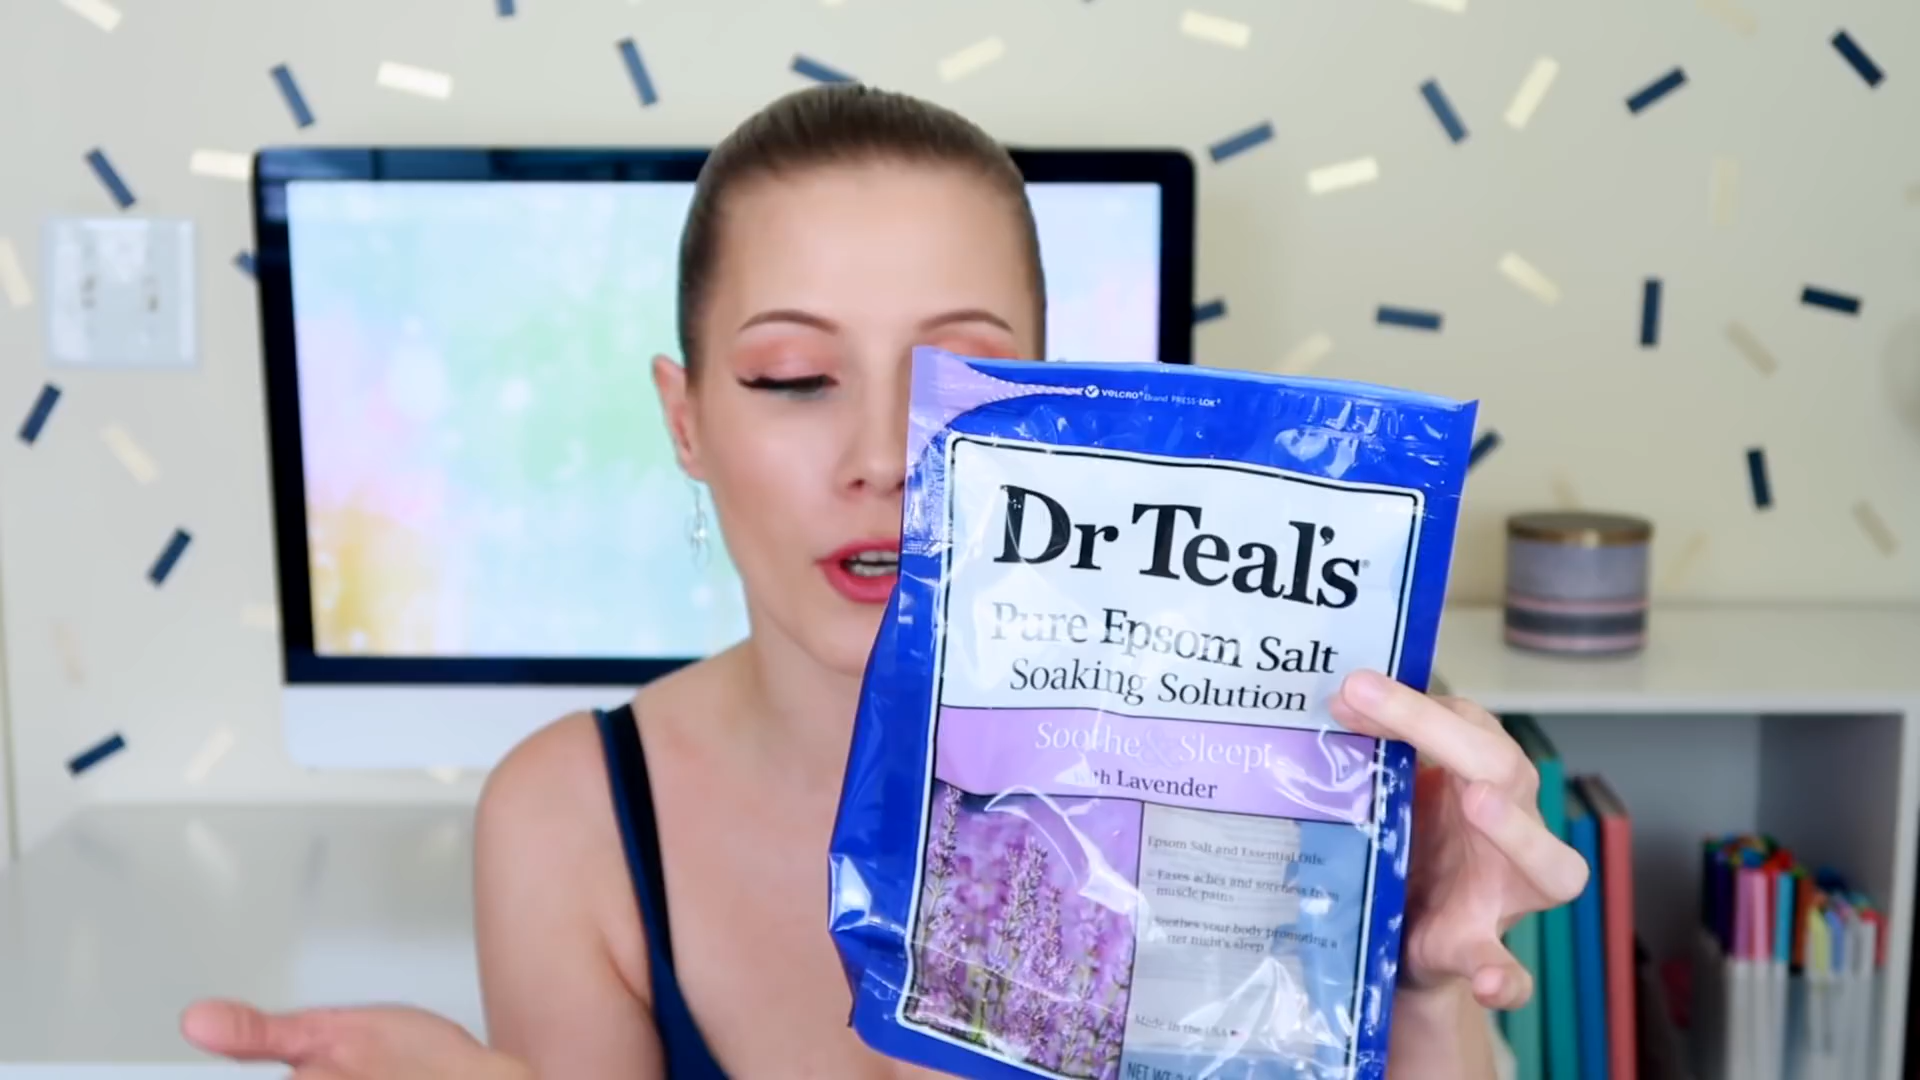 VELCRO® Brand PRESS-LOK®
Dr Teal's®
Pure Epsom Salt
Soaking Solution
Soothe & Sleep
with Lavender
Epsom Salt and Essential Oils:
Eases aches and soreness from
muscle pains
Soothes your body promoting a
night's sleep
Made in the USA
NET WT